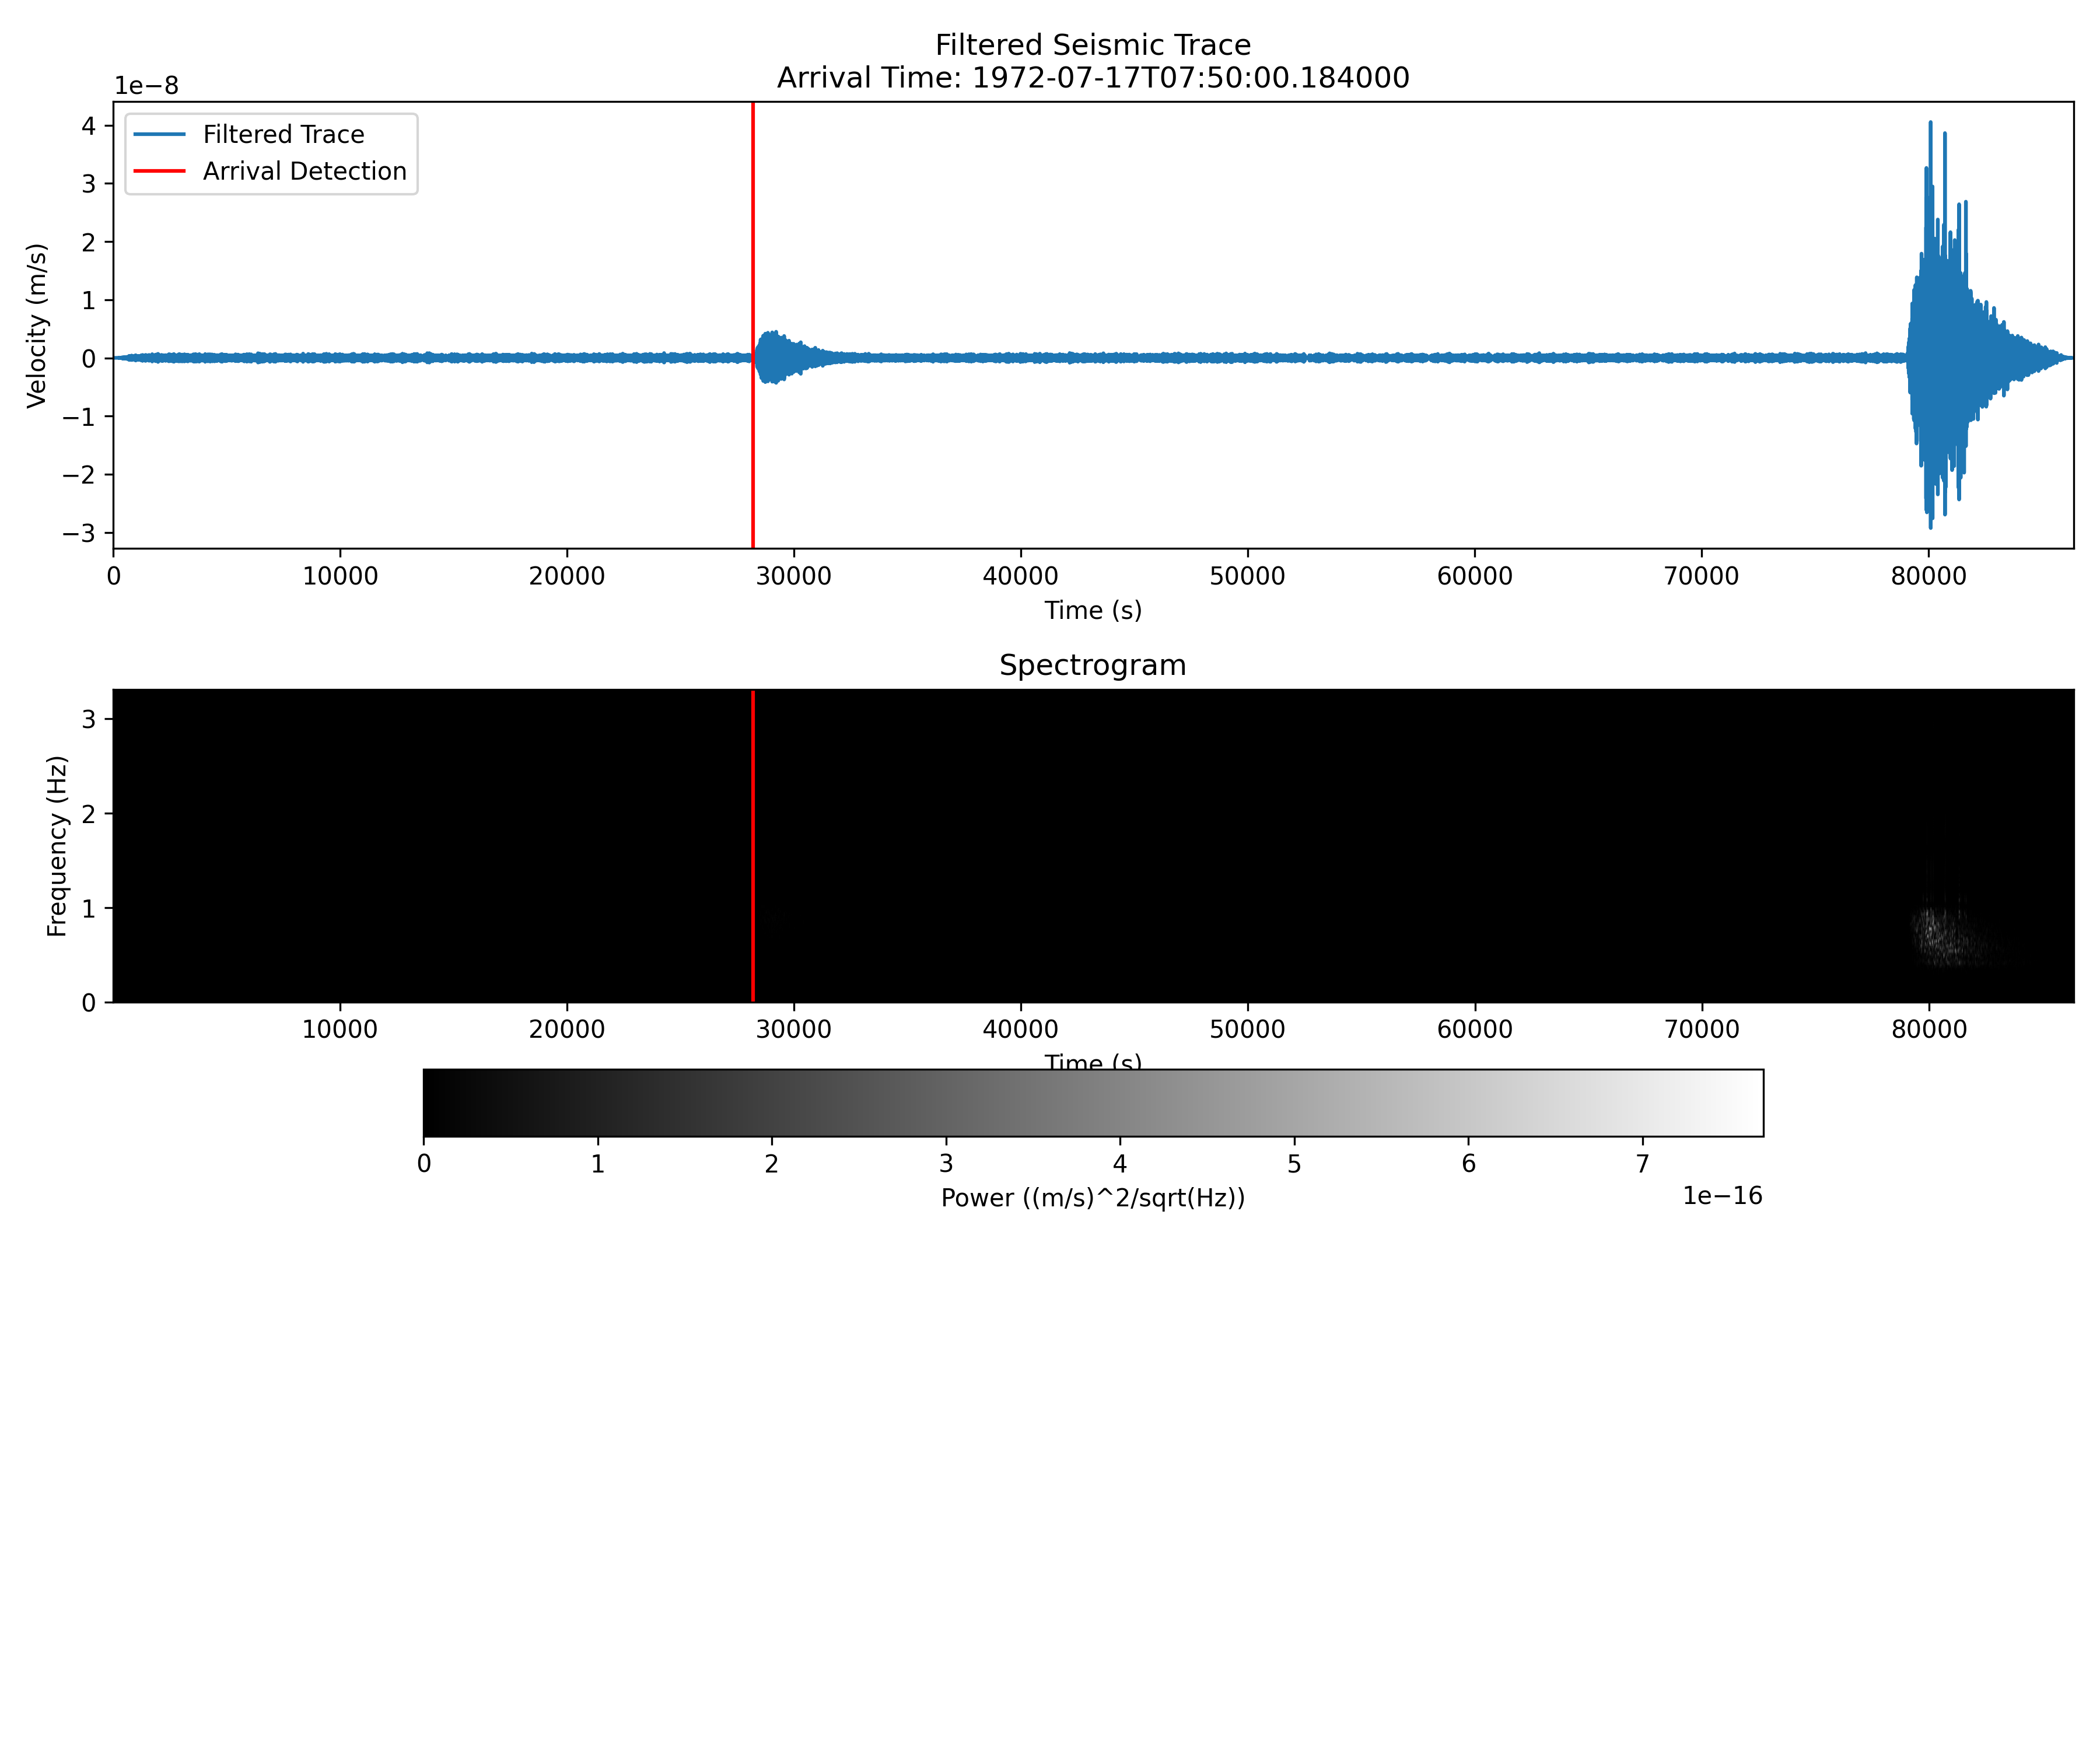 Filtered Seismic Trace
Arrival Time: 1972-07-17T07:50:00.184000
1e−8
Filtered Trace
Arrival Detection
Velocity (m/s)
4
3
2
1
0
−1
−2
−3
0 10000 20000 30000 40000 50000 60000 70000 80000
Time (s)
Spectrogram
Frequency (Hz)
3
2
1
0
10000 20000 30000 40000 50000 60000 70000 80000
Time (s)
0 1 2 3 4 5 6 7
Power ((m/s)^2/sqrt(Hz))
1e−16